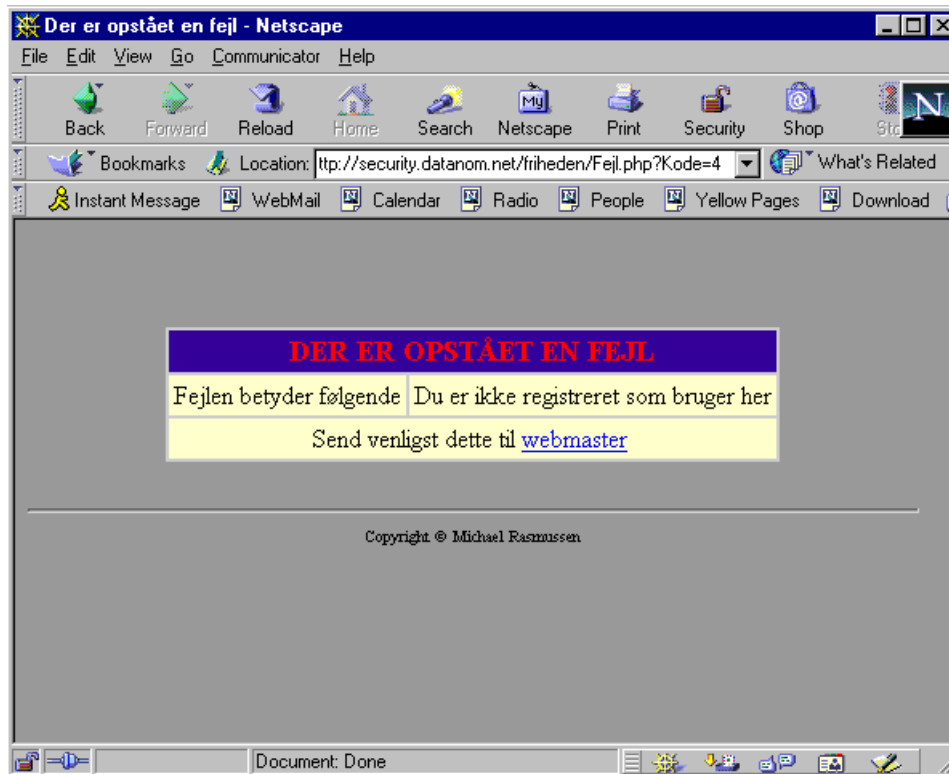 Der er opstået en fejl - Netscape
File Edit View Go Communicator Help
Back Forward Reload Home Search Netscape Print Security Shop
Bookmarks Location: ttp://security.datanom.net/friheden/Fejl.php?Kode=4 What's Related
Instant Message WebMail Calendar Radio People Yellow Pages Download
DER ER OPSTÅET EN FEJL
Fejlen betyder følgende Du er ikke registreret som bruger her
Send venligst dette til webmaster
Copyright © Michael Rasmussen
Document: Done